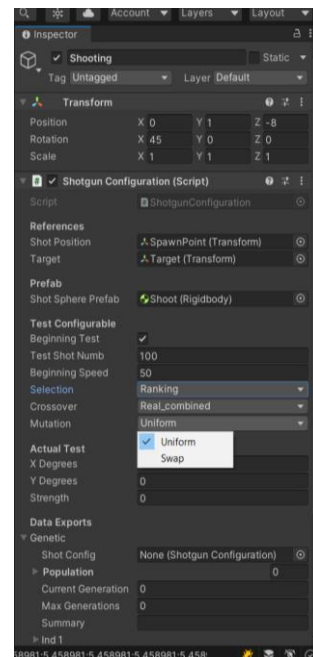 Account Layers Layout
Inspector
Shooting Static
Tag Untagged Layer Default
Transform
Position X 0 Y 1 Z -8
Rotation X 45 Y 0 Z 0
Scale X 1 Y 1 Z 1
Shotgun Configuration (Script)
Script ShotgunConfiguration
References
Shot Position SpawnPoint (Transform)
Target Target (Transform)
Prefab
Shot Sphere Prefab Shoot (Rigidbody)
Test Configurable
Beginning Test
Test Shot Numb 100
Beginning Speed 50
Selection Ranking
Crossover Real_combined
Mutation Uniform
Uniform
Swap
Actual Test
X Degrees
Y Degrees 0
Strength 0
Data Exports
Genetic
Shot Config None (Shotgun Configuration)
Population 0
Current Generation 0
Max Generations 0
Summary
Ind 1